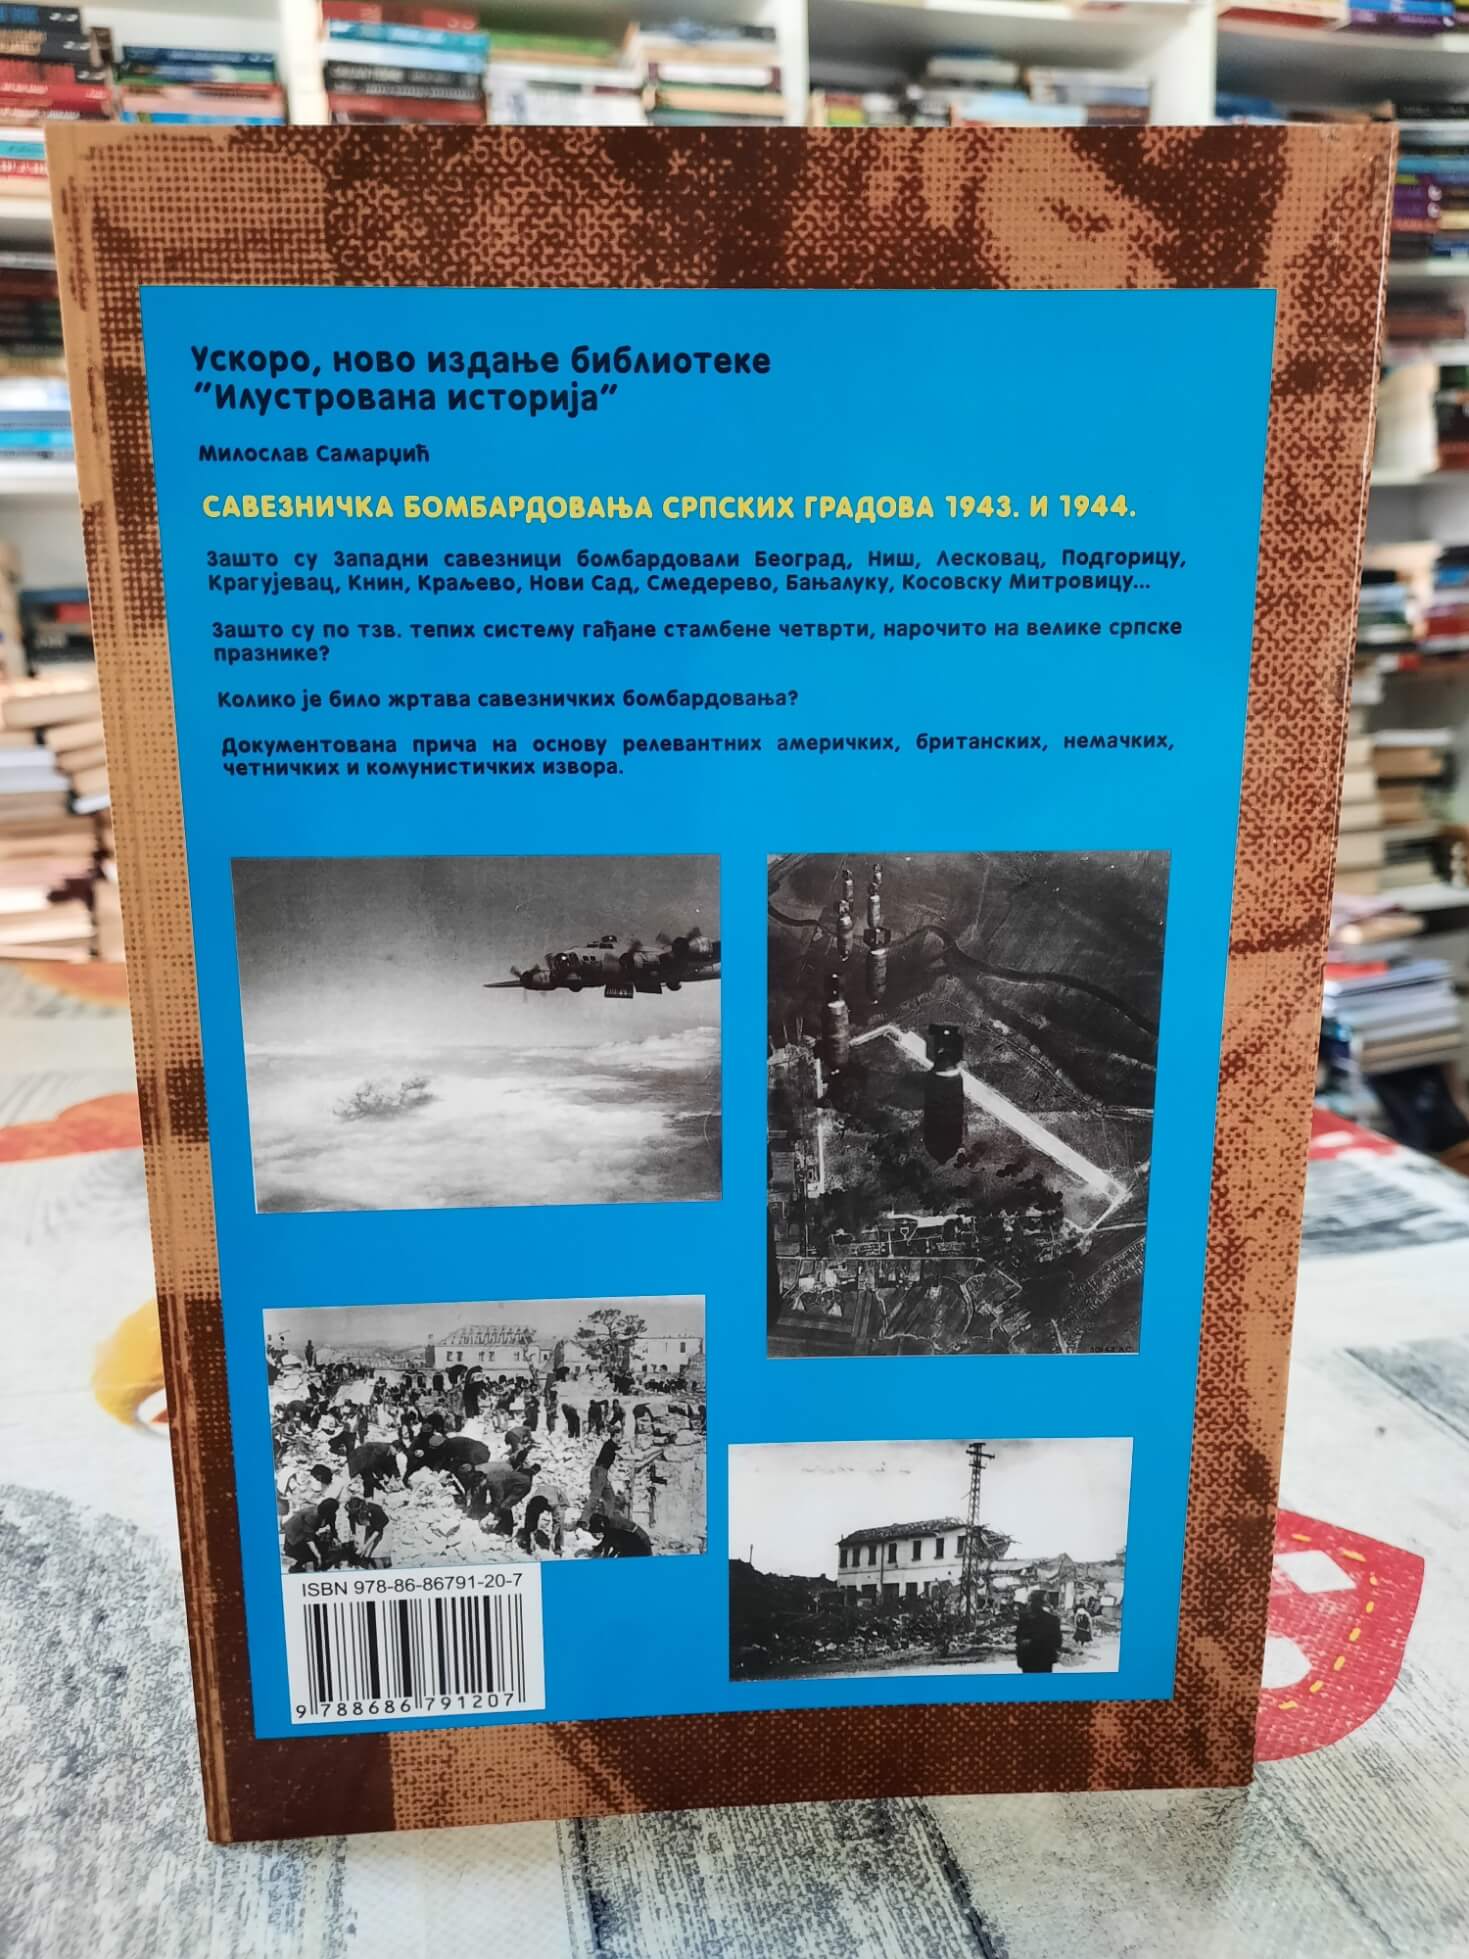 Ускоро, ново издање библиотеке
"Илустрована историја"
Милослав Самарџић
САВЕЗНИЧКА БОМБАРДОВАЊА СРПСКИХ ГРАДОВА 1943. И 1944.
Зашто су Западни савезници бомбардовали Београд, Ниш, Лесковац, Подгорицу,
Крагујевац, Книн, Краљево, Нови Сад, Смедерево, Бањалуку, Косовску Митровицу...
Зашто су по тзв. тепих систему гађане стамбене четврти, нарочито на велике српске
празнике?
Колико је било жртава савезничких бомбардовања?
Документована прича на основу релевантних америчких, британских, немачких,
четничких и комунистичких извора.
ISBN 978-86-86791-20-7
9 788686 791207